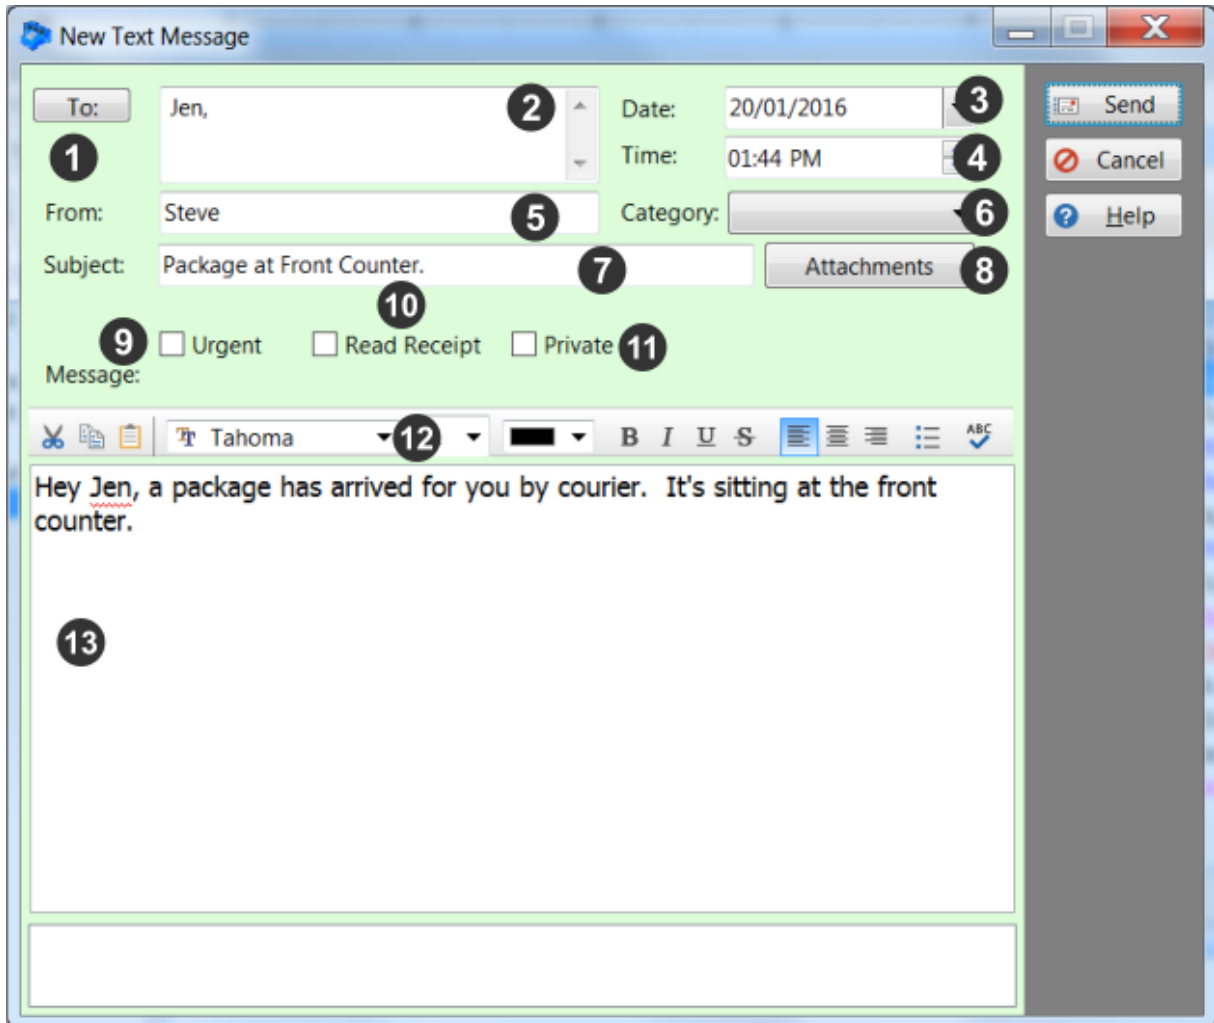 New Text Message
To: Jen, 2 Date: 20/01/2016 3 Send
1 Time: 01:44 PM 4 Cancel
From: Steve 5 Category: 6 Help
Subject: Package at Front Counter. 7 Attachments 8
10
9 Urgent Read Receipt Private 11
Message:
Tahoma 12 B I U S ABC
Hey Jen, a package has arrived for you by courier. It's sitting at the front
counter.
13